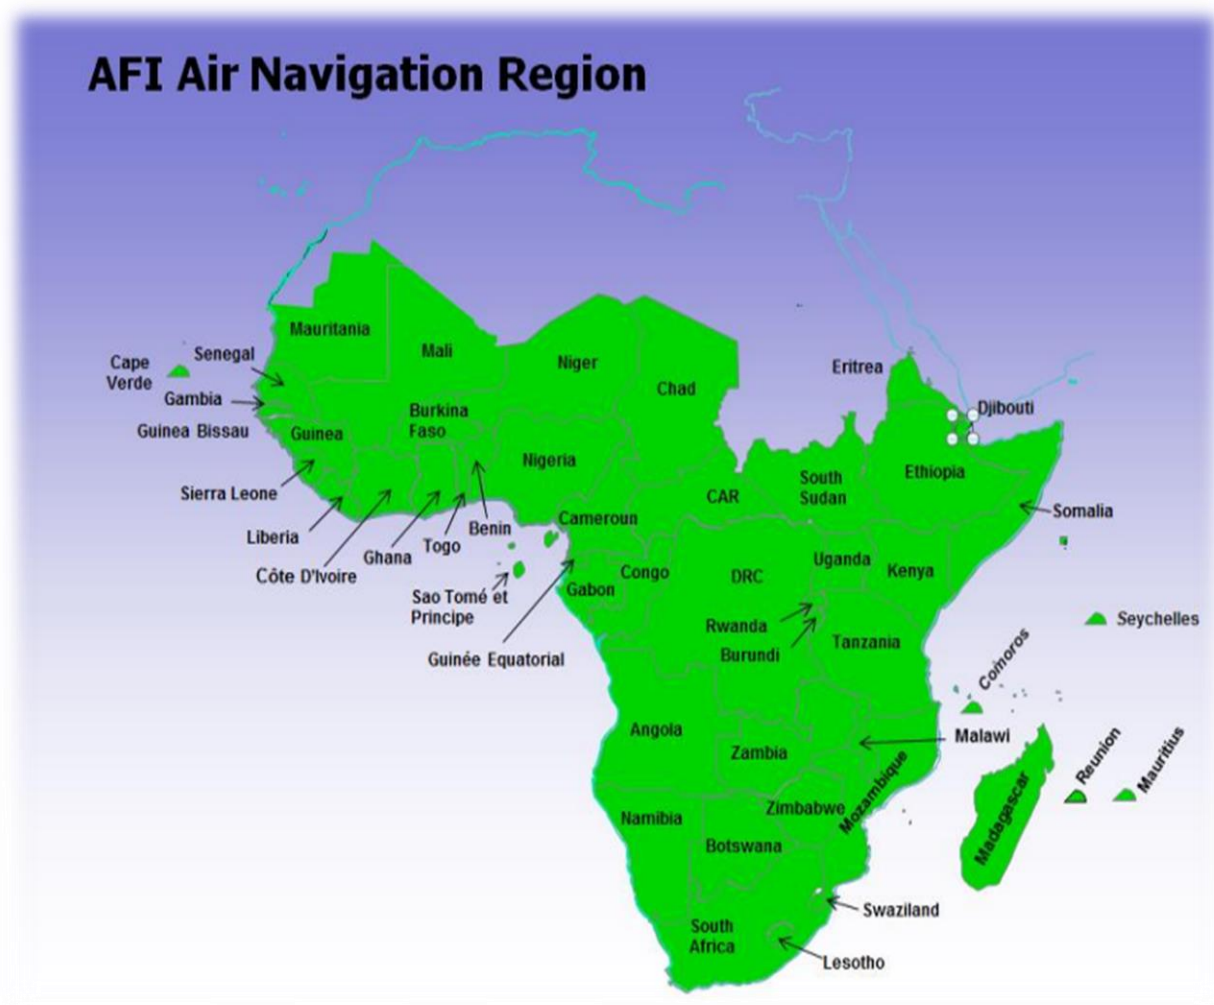 AFI Air Navigation Region
Mauritania
Mali
Niger
Chad
Eritrea
Cape
Verde
Senegal
Gambia
Guinea Bissau
Guinea
Burkina
Faso
Nigeria
Djibouti
Ethiopia
South
Sudan
CAR
Somalia
Sierra Leone
Liberia
Côte D'Ivoire
Ghana
Togo
Benin
Cameroun
Sao Tomé et
Principe
Guinée Equatorial
Gabon
Congo
DRC
Uganda
Kenya
Rwanda
Burundi
Tanzania
Seychelles
Comoros
Angola
Zambia
Malawi
Mozambique
Zimbabwe
Madagascar
Reunion
Mauritius
Namibia
Botswana
Swaziland
South
Africa
Lesotho